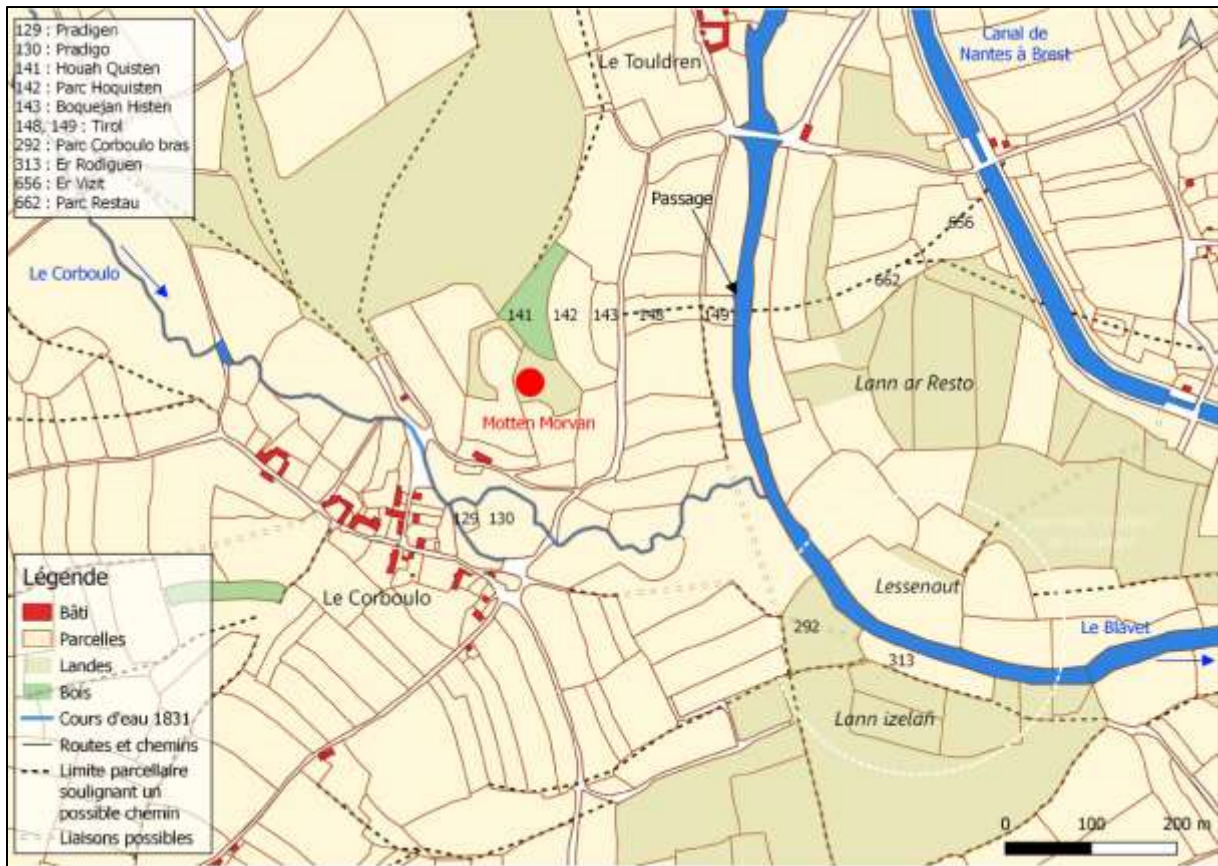 129 : Pradigen
130 : Pradigo
141 : Houah Quisten
142 : Parc Hoquisten
143 : Boquejan Histen
148, 149 : Tirol
292 : Parc Corboulo bras
313 : Er Rodiguen
656 : Er Vizit
662 : Parc Restau
Le Touldren
Canal de
Nantes à Brest
Passage
656
Le Corboulo
662
141
142
143
148
149
Lann ar Resto
Motten Morvan
129
130
Lessenaut
Le Corboulo
292
Le Blavet
313
Lann izelañ
Légende
Bâti
Parcelles
Landes
Bois
Cours d'eau 1831
Routes et chemins
Limite parcellaire
soulignant un
possible chemin
Liaisons possibles
0 100 200 m